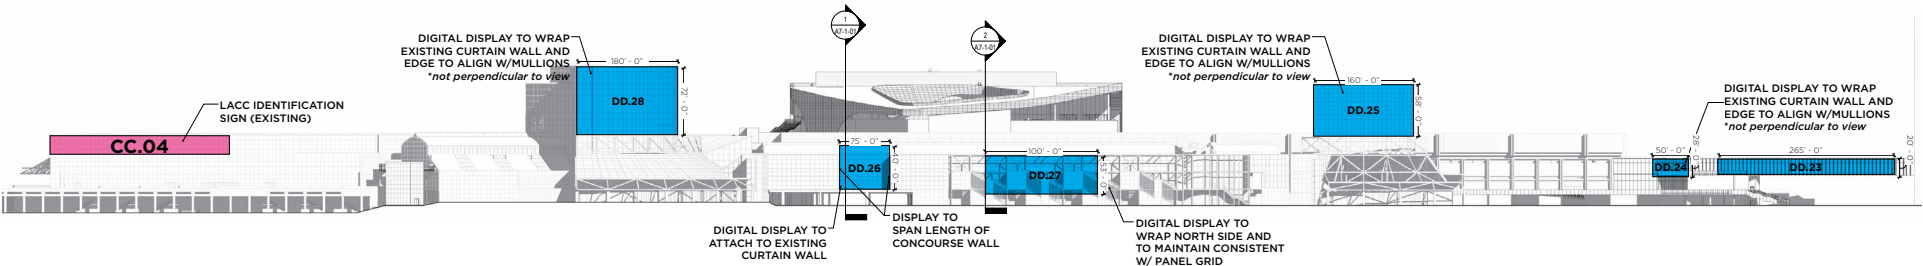 1
A7-1-01
2
A7-1-01
DIGITAL DISPLAY TO WRAP
EXISTING CURTAIN WALL AND
EDGE TO ALIGN W/MULLIONS
*not perpendicular to view
180' - 0"
72' - 0"
DD.28
LACC IDENTIFICATION
SIGN (EXISTING)
CC.04
75' - 0"
40' - 0"
DD.26
100' - 0"
53' - 0"
DD.27
DIGITAL DISPLAY TO WRAP
EXISTING CURTAIN WALL AND
EDGE TO ALIGN W/MULLIONS
*not perpendicular to view
160' - 0"
58' - 0"
DD.25
DIGITAL DISPLAY TO WRAP
EXISTING CURTAIN WALL AND
EDGE TO ALIGN W/MULLIONS
*not perpendicular to view
50' - 0"
28' - 0"
DD.24
265' - 0"
20' - 0"
DD.23
DIGITAL DISPLAY TO
ATTACH TO EXISTING
CURTAIN WALL
DISPLAY TO
SPAN LENGTH OF
CONCOURSE WALL
DIGITAL DISPLAY TO
WRAP NORTH SIDE AND
TO MAINTAIN CONSISTENT
W/ PANEL GRID